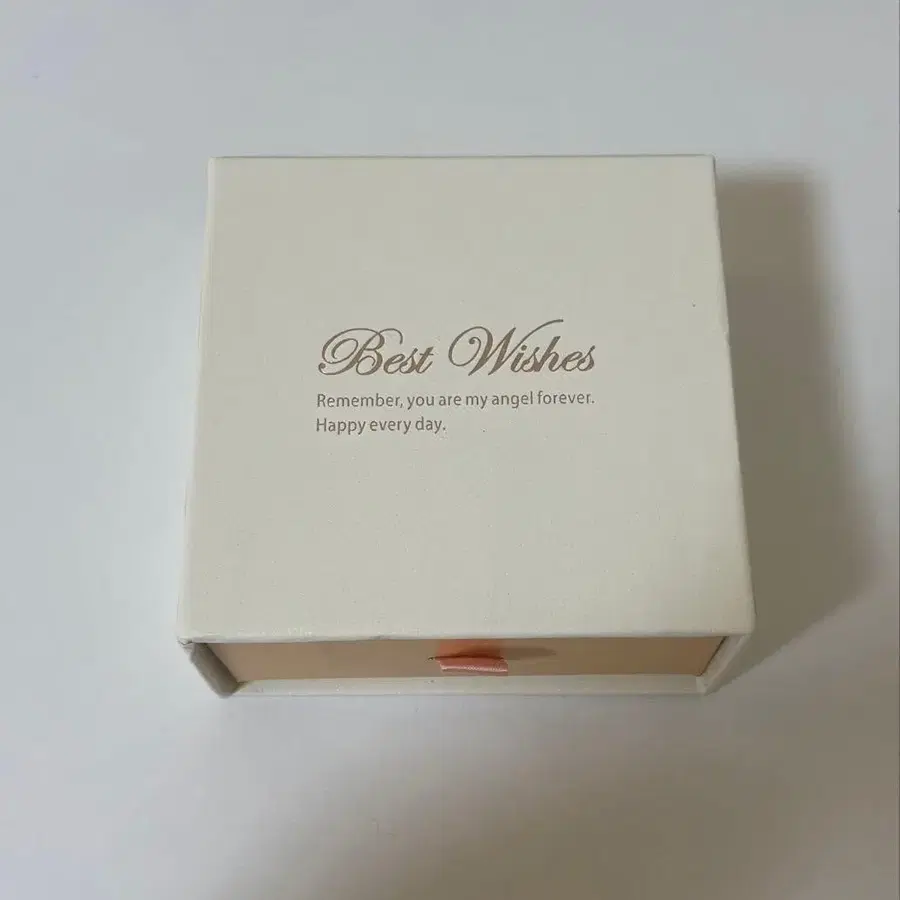 Best Wishes
Remember, you are my angel forever.
Happy every day.